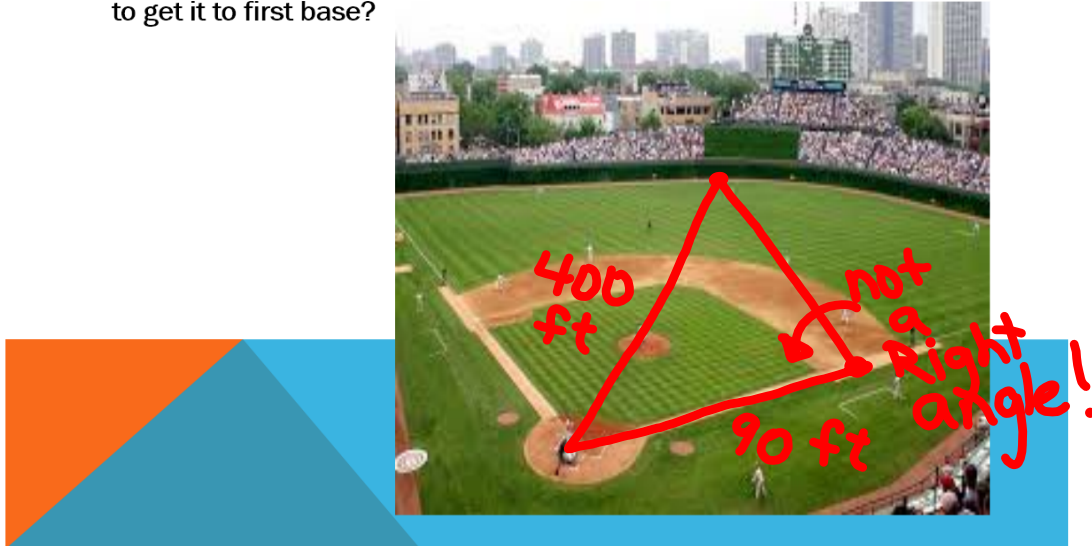 to get it to first base?
400
ft
not
a
Right
angle!
90 ft